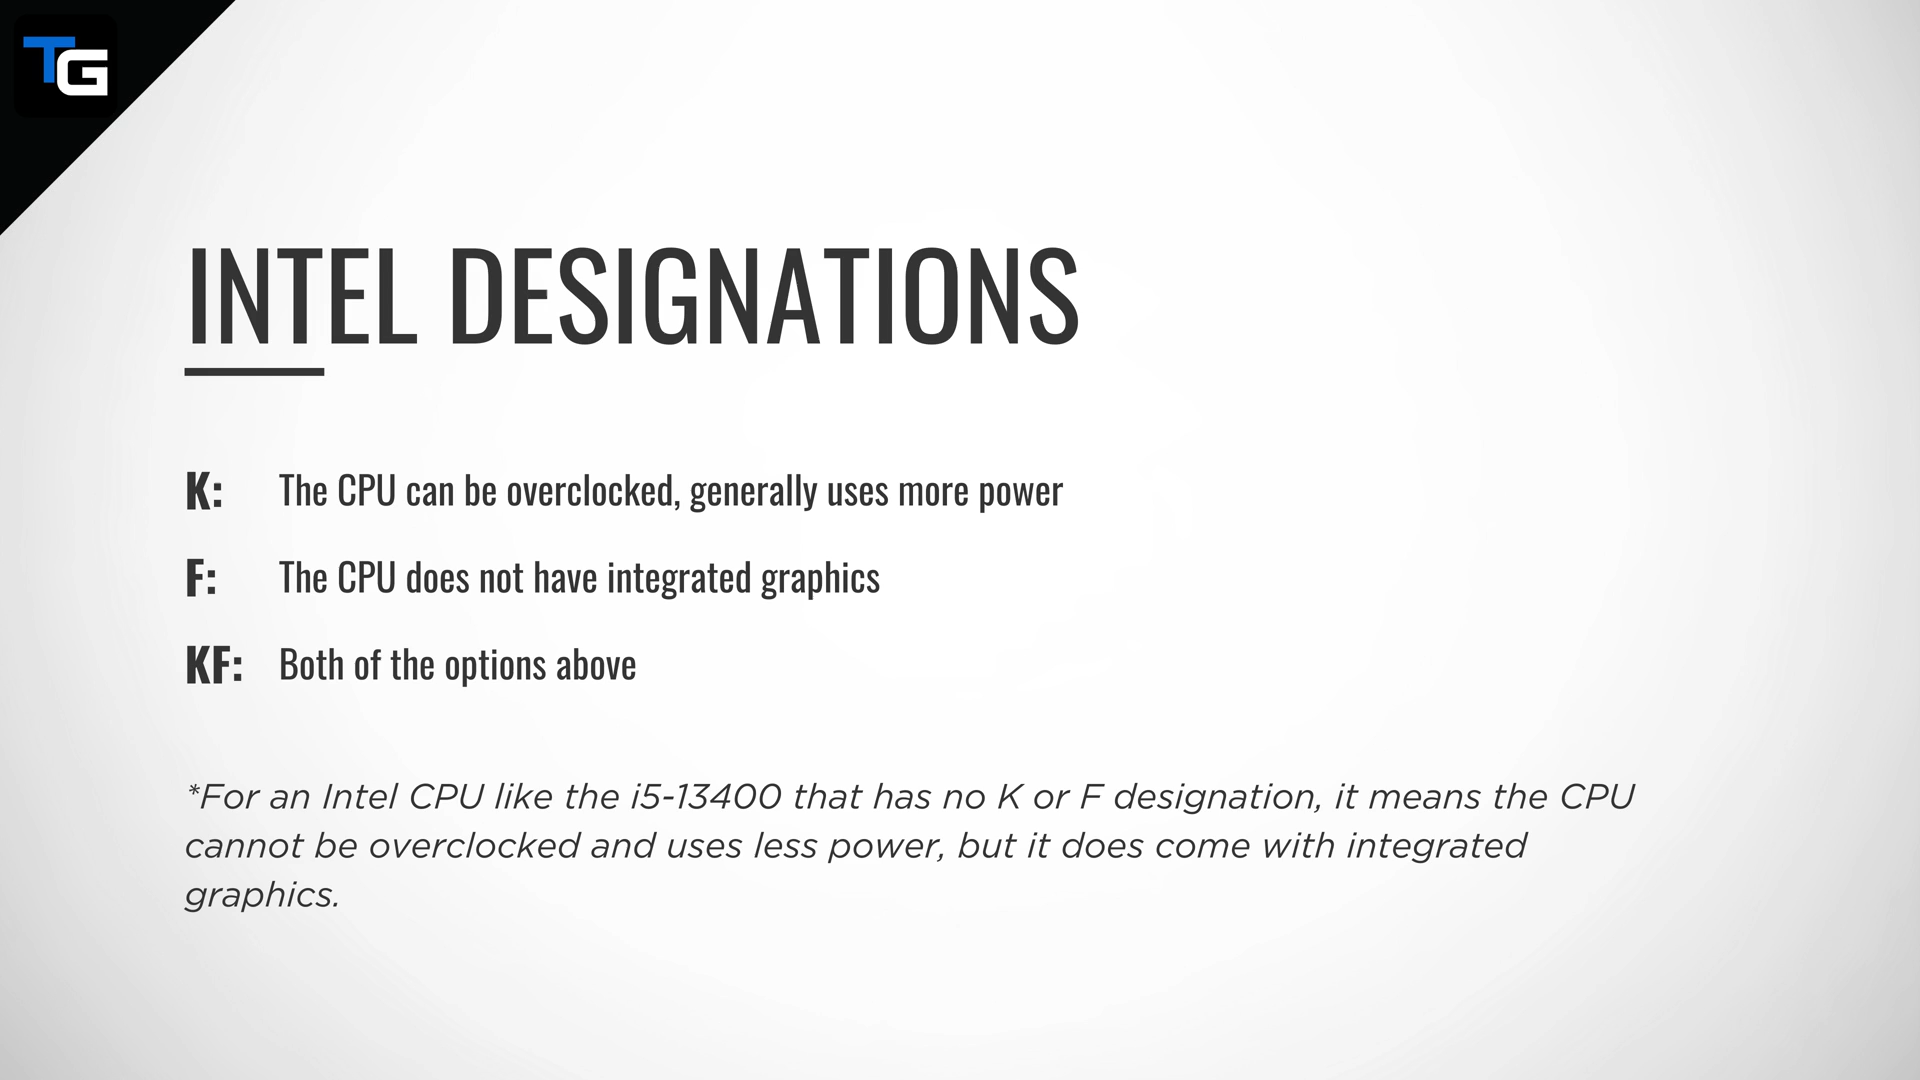 TG
INTEL DESIGNATIONS
K: The CPU can be overclocked, generally uses more power
F: The CPU does not have integrated graphics
KF: Both of the options above
*For an Intel CPU like the i5-13400 that has no K or F designation, it means the CPU
cannot be overclocked and uses less power, but it does come with integrated
graphics.